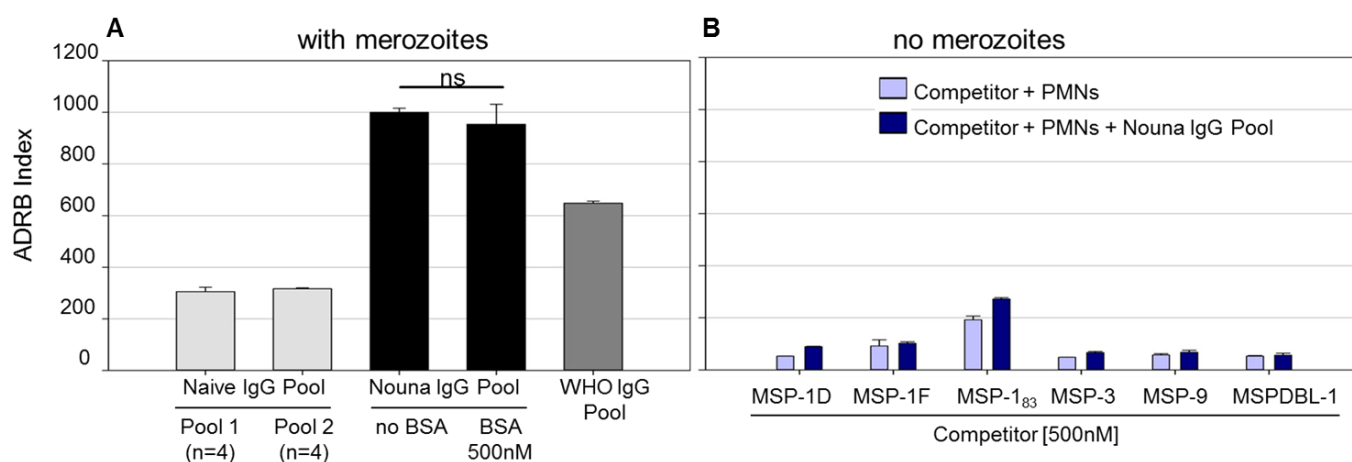 A
with merozoites
ADRB Index
1200
1000
800
600
400
200
0
ns
Naive IgG Pool
Nouna IgG Pool
WHO IgG
Pool
Pool 1
(n=4)
Pool 2
(n=4)
no BSA
BSA
500nM
B
no merozoites
Competitor + PMNs
Competitor + PMNs + Nouna IgG Pool
MSP-1D
MSP-1F
MSP-1₈₃
MSP-3
MSP-9
MSPDBL-1
Competitor [500nM]